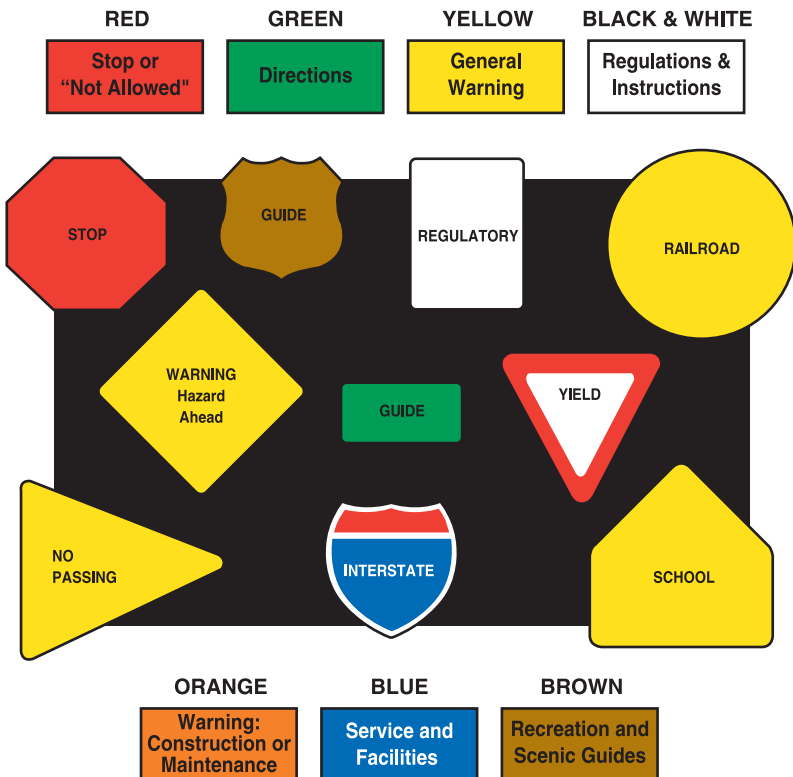 RED
GREEN
YELLOW
BLACK & WHITE
Stop or
“Not Allowed"
Directions
General
Warning
Regulations &
Instructions
STOP
GUIDE
REGULATORY
RAILROAD
WARNING
Hazard
Ahead
GUIDE
YIELD
NO
PASSING
INTERSTATE
SCHOOL
ORANGE
BLUE
BROWN
Warning:
Construction or
Maintenance
Service and
Facilities
Recreation and
Scenic Guides